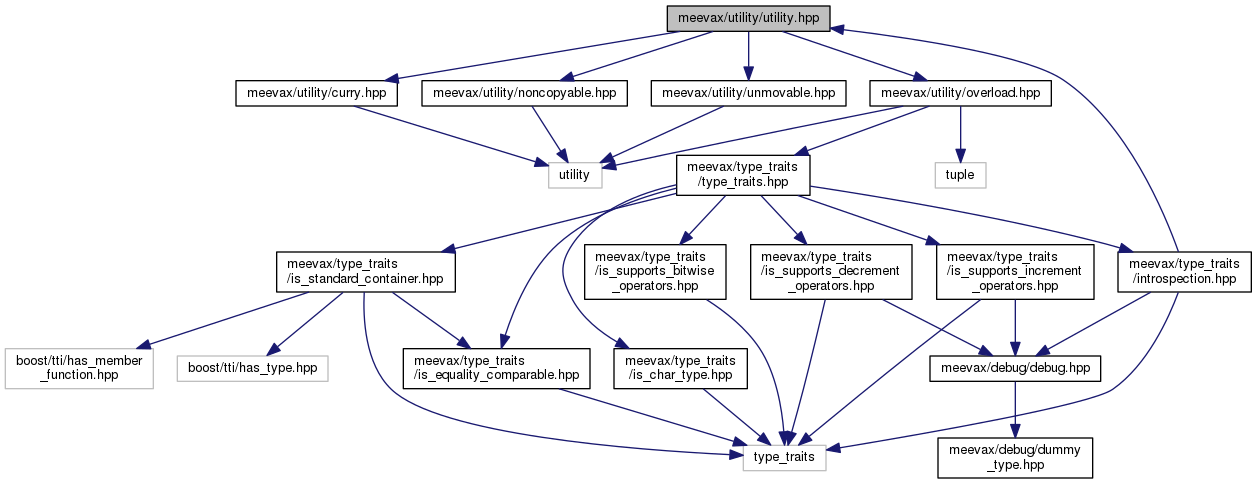 meevax/utility/utility.hpp
meevax/utility/curry.hpp
meevax/utility/noncopyable.hpp
meevax/utility/unmovable.hpp
meevax/utility/overload.hpp
utility
meevax/type_traits
/type_traits.hpp
tuple
meevax/type_traits
/is_standard_container.hpp
meevax/type_traits
/is_supports_bitwise
_operators.hpp
meevax/type_traits
/is_supports_decrement
_operators.hpp
meevax/type_traits
/is_supports_increment
_operators.hpp
meevax/type_traits
/introspection.hpp
boost/tti/has_member
_function.hpp
boost/tti/has_type.hpp
meevax/type_traits
/is_equality_comparable.hpp
meevax/type_traits
/is_char_type.hpp
meevax/debug/debug.hpp
type_traits
meevax/debug/dummy
_type.hpp